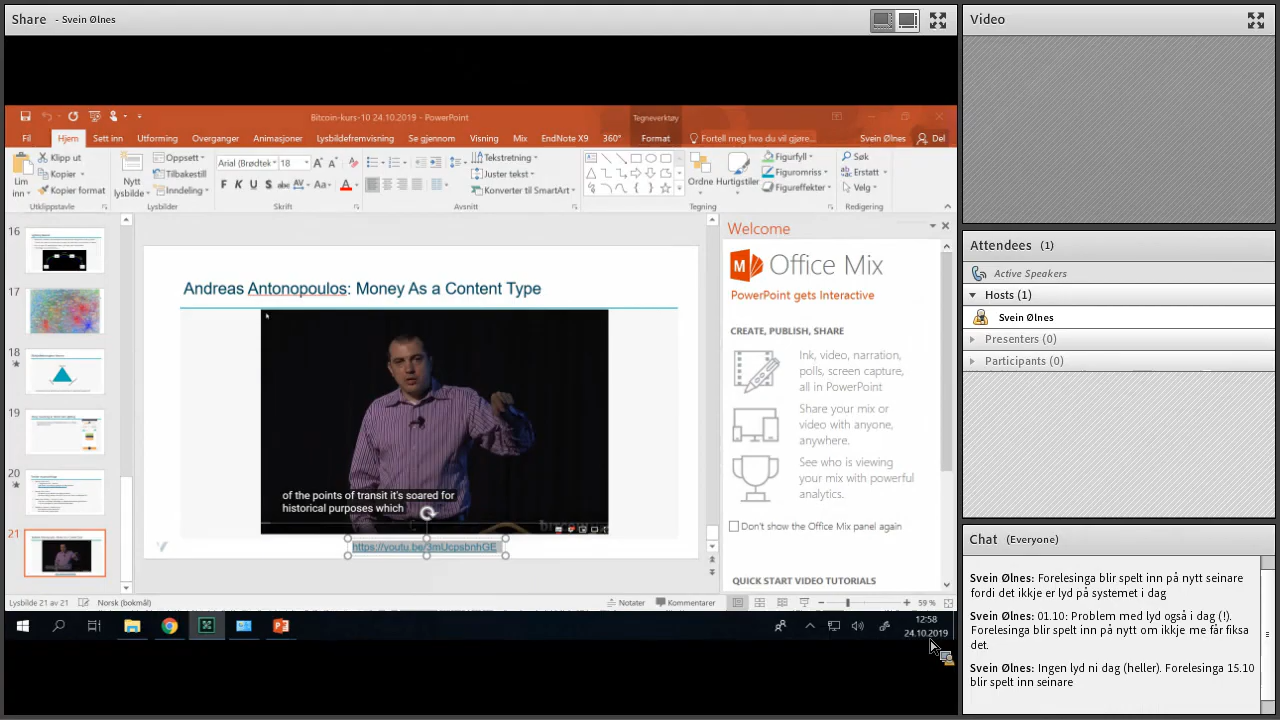 Share - Svein Ølnes
Video
Bitcoin-kurs-10 24.10.2019 - PowerPoint
Tegneverktøy
Fil Hjem Sett inn Utforming Overganger Animasjoner Lysbildefremvisning Se gjennom Visning Mix EndNote X9 360° Format Fortell meg hva du vil gjøre... Svein Ølnes Del
Lim inn
Klipp ut
Kopier
Kopier format
Utklippstavle
Nytt lysbilde
Oppsett
Tilbakestill
Inndeling
Lysbilder
Arial (Brødtek 18
F K U S abc AV Aa A
Skrift
Tekstretning
Juster tekst
Konverter til SmartArt
Avsnitt
Ordne Hurtigstiler
Figurfyll
Figuromriss
Figureffekter
Tegning
Søk
Erstatt
Velg
Redigering
16
17
18
19
20
21
Andreas Antonopoulos: Money As a Content Type
of the points of transit it's soared for
historical purposes which
https://youtu.be/3mUcpsbnhGE
Welcome
Office Mix
PowerPoint gets Interactive
CREATE, PUBLISH, SHARE
Ink, video, narration,
polls, screen capture,
all in PowerPoint
Share your mix or
video with anyone,
anywhere.
See who is viewing
your mix with powerful
analytics.
Don't show the Office Mix panel again
QUICK START VIDEO TUTORIALS
Lysbilde 21 av 21 Norsk (bokmål) Notater Kommentarer 59 %
12:58
24.10.2019
Attendees (1)
Active Speakers
Hosts (1)
Svein Ølnes
Presenters (0)
Participants (0)
Chat (Everyone)
Svein Ølnes: Forelesinga blir spelt inn på nytt seinare
fordi det ikkje er lyd på systemet i dag
Svein Ølnes: 01.10: Problem med lyd også i dag (!).
Forelesinga blir spelt inn på nytt om ikkje me får fiksa
det.
Svein Ølnes: Ingen lyd ni dag (heller). Forelesinga 15.10
blir spelt inn seinare